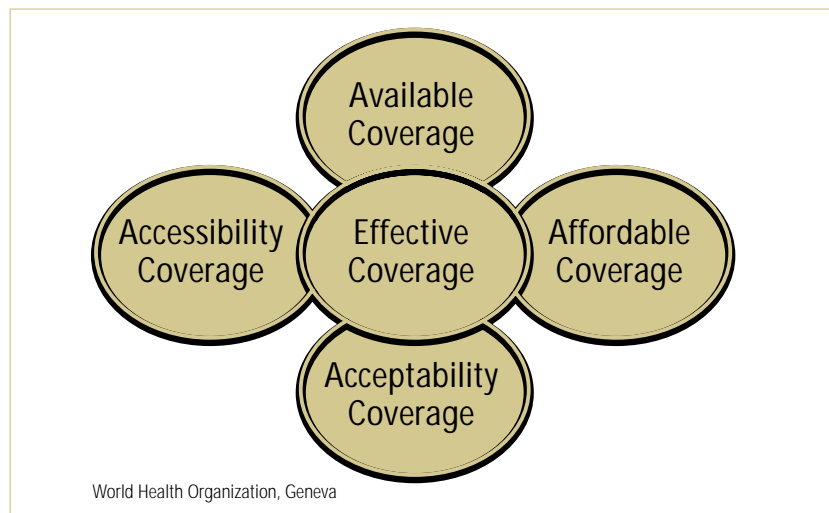 Available
Coverage
Accessibility
Coverage
Effective
Coverage
Affordable
Coverage
Acceptability
Coverage
World Health Organization, Geneva